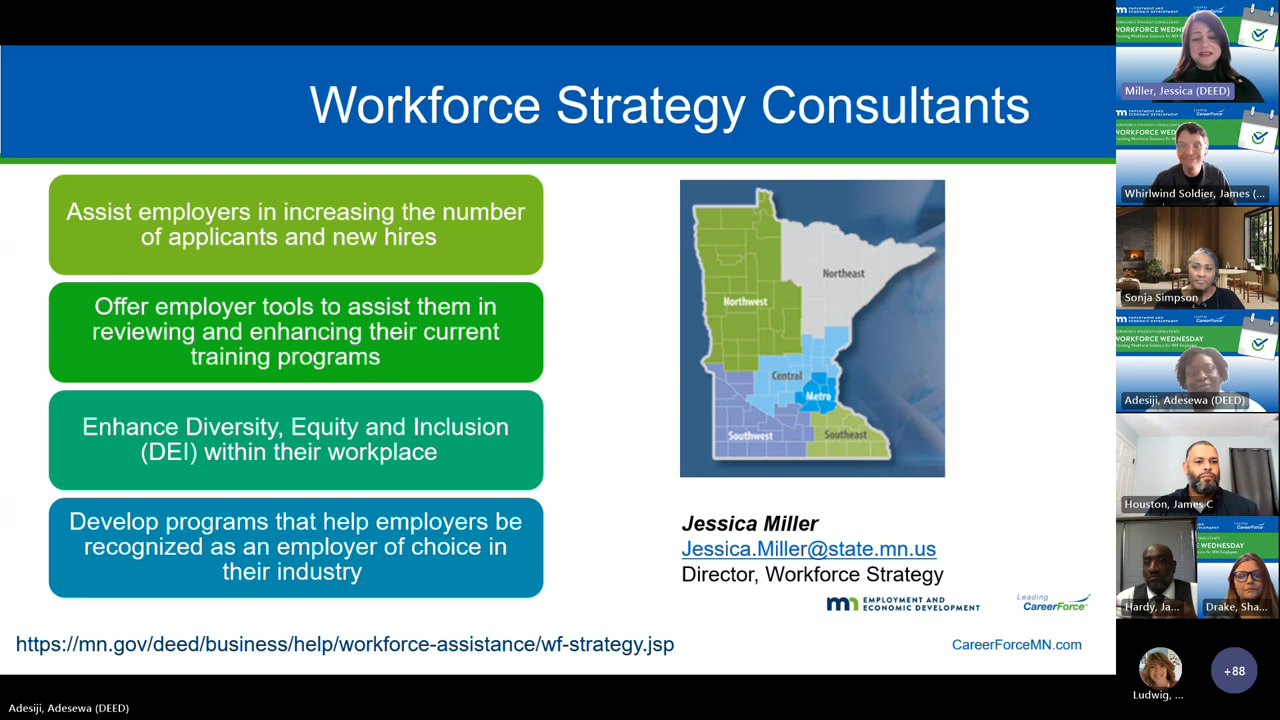 Workforce Strategy Consultants
Assist employers in increasing the number
of applicants and new hires
Offer employer tools to assist them in
reviewing and enhancing their current
training programs
Enhance Diversity, Equity and Inclusion
(DEI) within their workplace
Develop programs that help employers be
recognized as an employer of choice in
their industry
Northeast
Northwest
Central
Metro
Southwest
Southeast
Jessica Miller
Jessica.Miller@state.mn.us
Director, Workforce Strategy
mn EMPLOYMENT AND
ECONOMIC DEVELOPMENT
Leading
CareerForce
https://mn.gov/deed/business/help/workforce-assistance/wf-strategy.jsp
CareerForceMN.com
Adesiji, Adesewa (DEED)
Miller, Jessica (DEED)
Whirlwind Soldier, James (...
Sonja Simpson
WORKFORCE WEDNESDAY
Adesiji, Adesewa (DEED)
Houston, James C
Hardy, Ja...
WEDNESDAY
Drake, Sha...
Ludwig, ...
+88